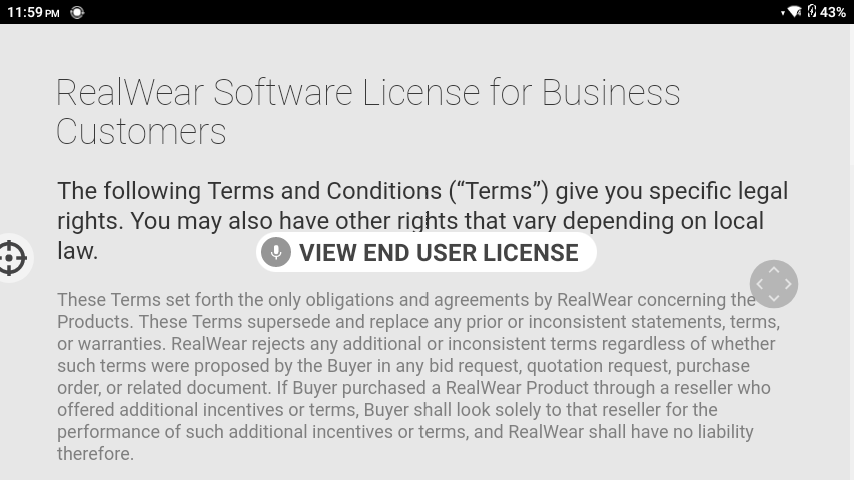 11:59 PM
43%
RealWear Software License for Business
Customers
The following Terms and Conditions (“Terms”) give you specific legal
rights. You may also have other rights that vary depending on local
law.
VIEW END USER LICENSE
These Terms set forth the only obligations and agreements by RealWear concerning the
Products. These Terms supersede and replace any prior or inconsistent statements, terms,
or warranties. RealWear rejects any additional or inconsistent terms regardless of whether
such terms were proposed by the Buyer in any bid request, quotation request, purchase
order, or related document. If Buyer purchased a RealWear Product through a reseller who
offered additional incentives or terms, Buyer shall look solely to that reseller for the
performance of such additional incentives or terms, and RealWear shall have no liability
therefore.